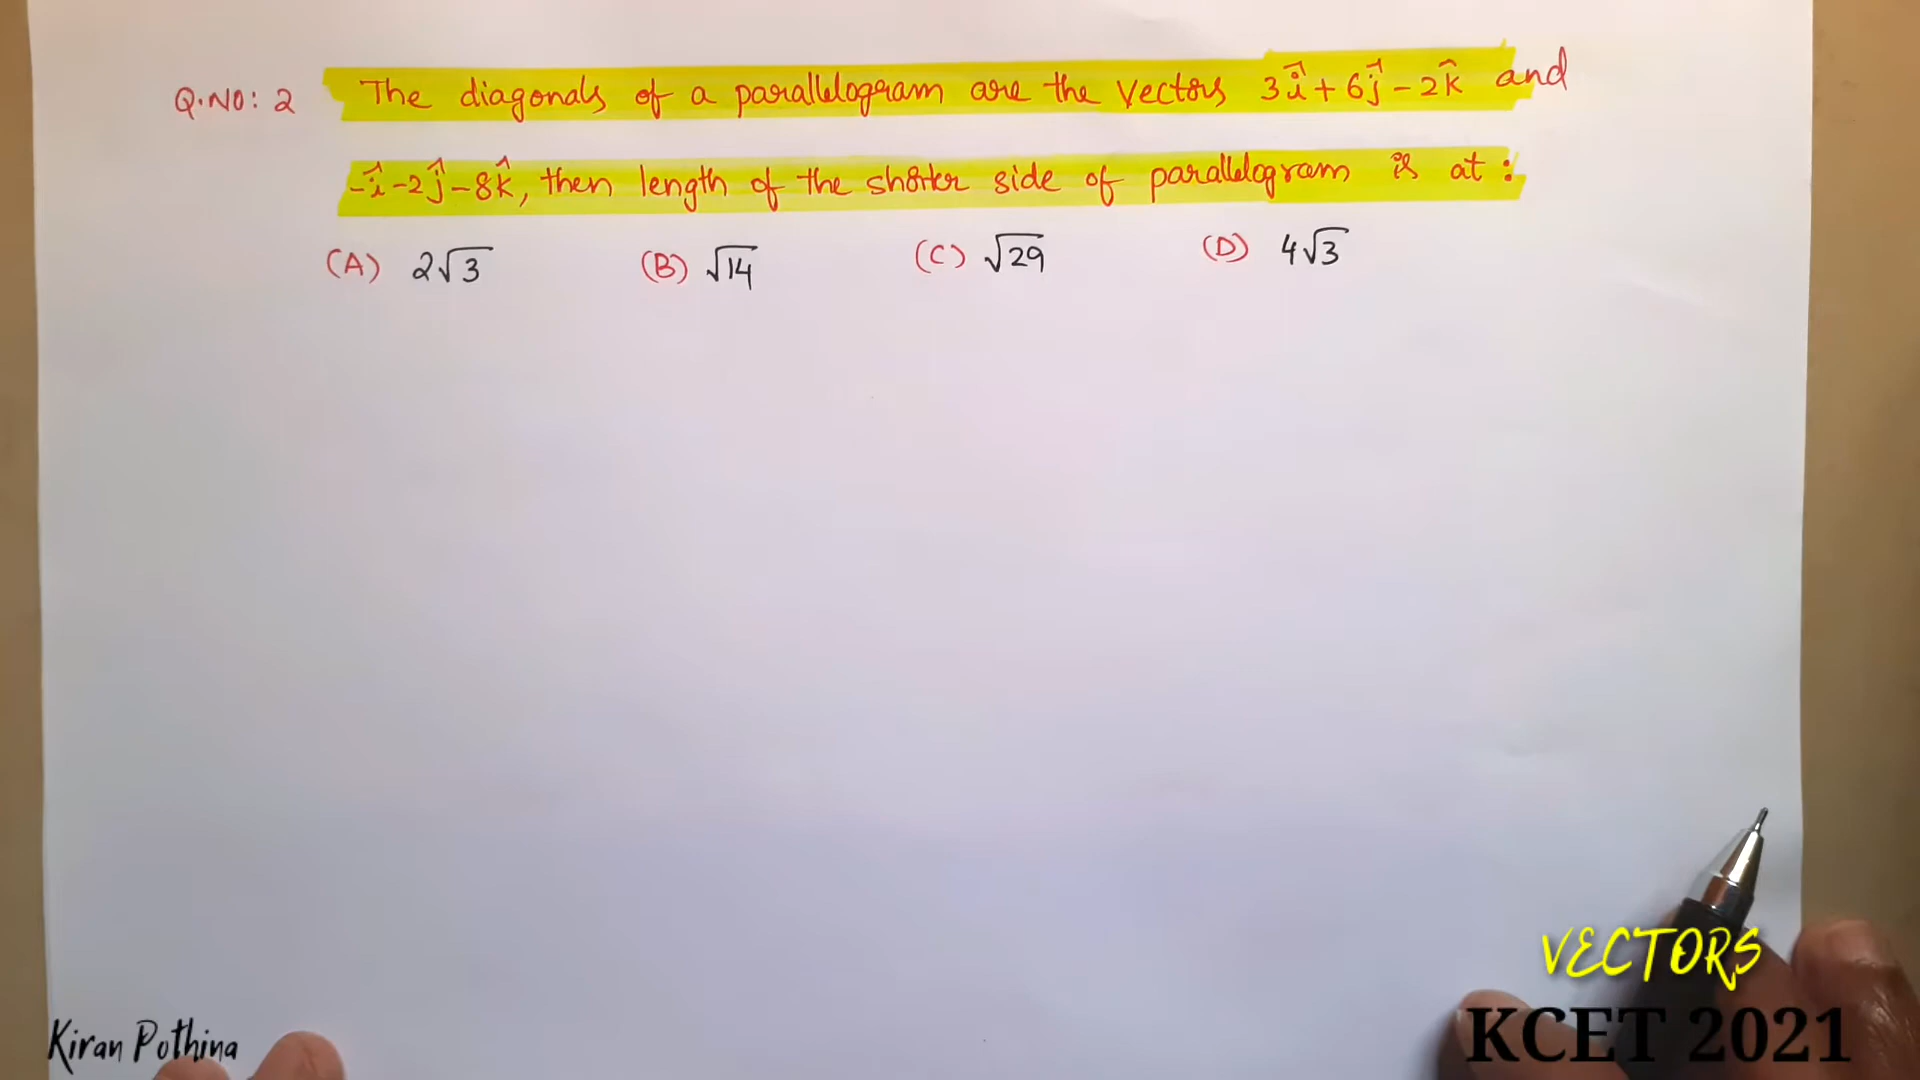 Q.NO: 2 The diagonals of a parallelogram are the vectors 3î + 6ĵ - 2k̂ and
-î - 2ĵ - 8k̂, then length of the shorter side of parallelogram is at :
(A) 2√3 (B) √14 (C) √29 (D) 4√3
VECTORS
KCET 2021
Kiran Pothina